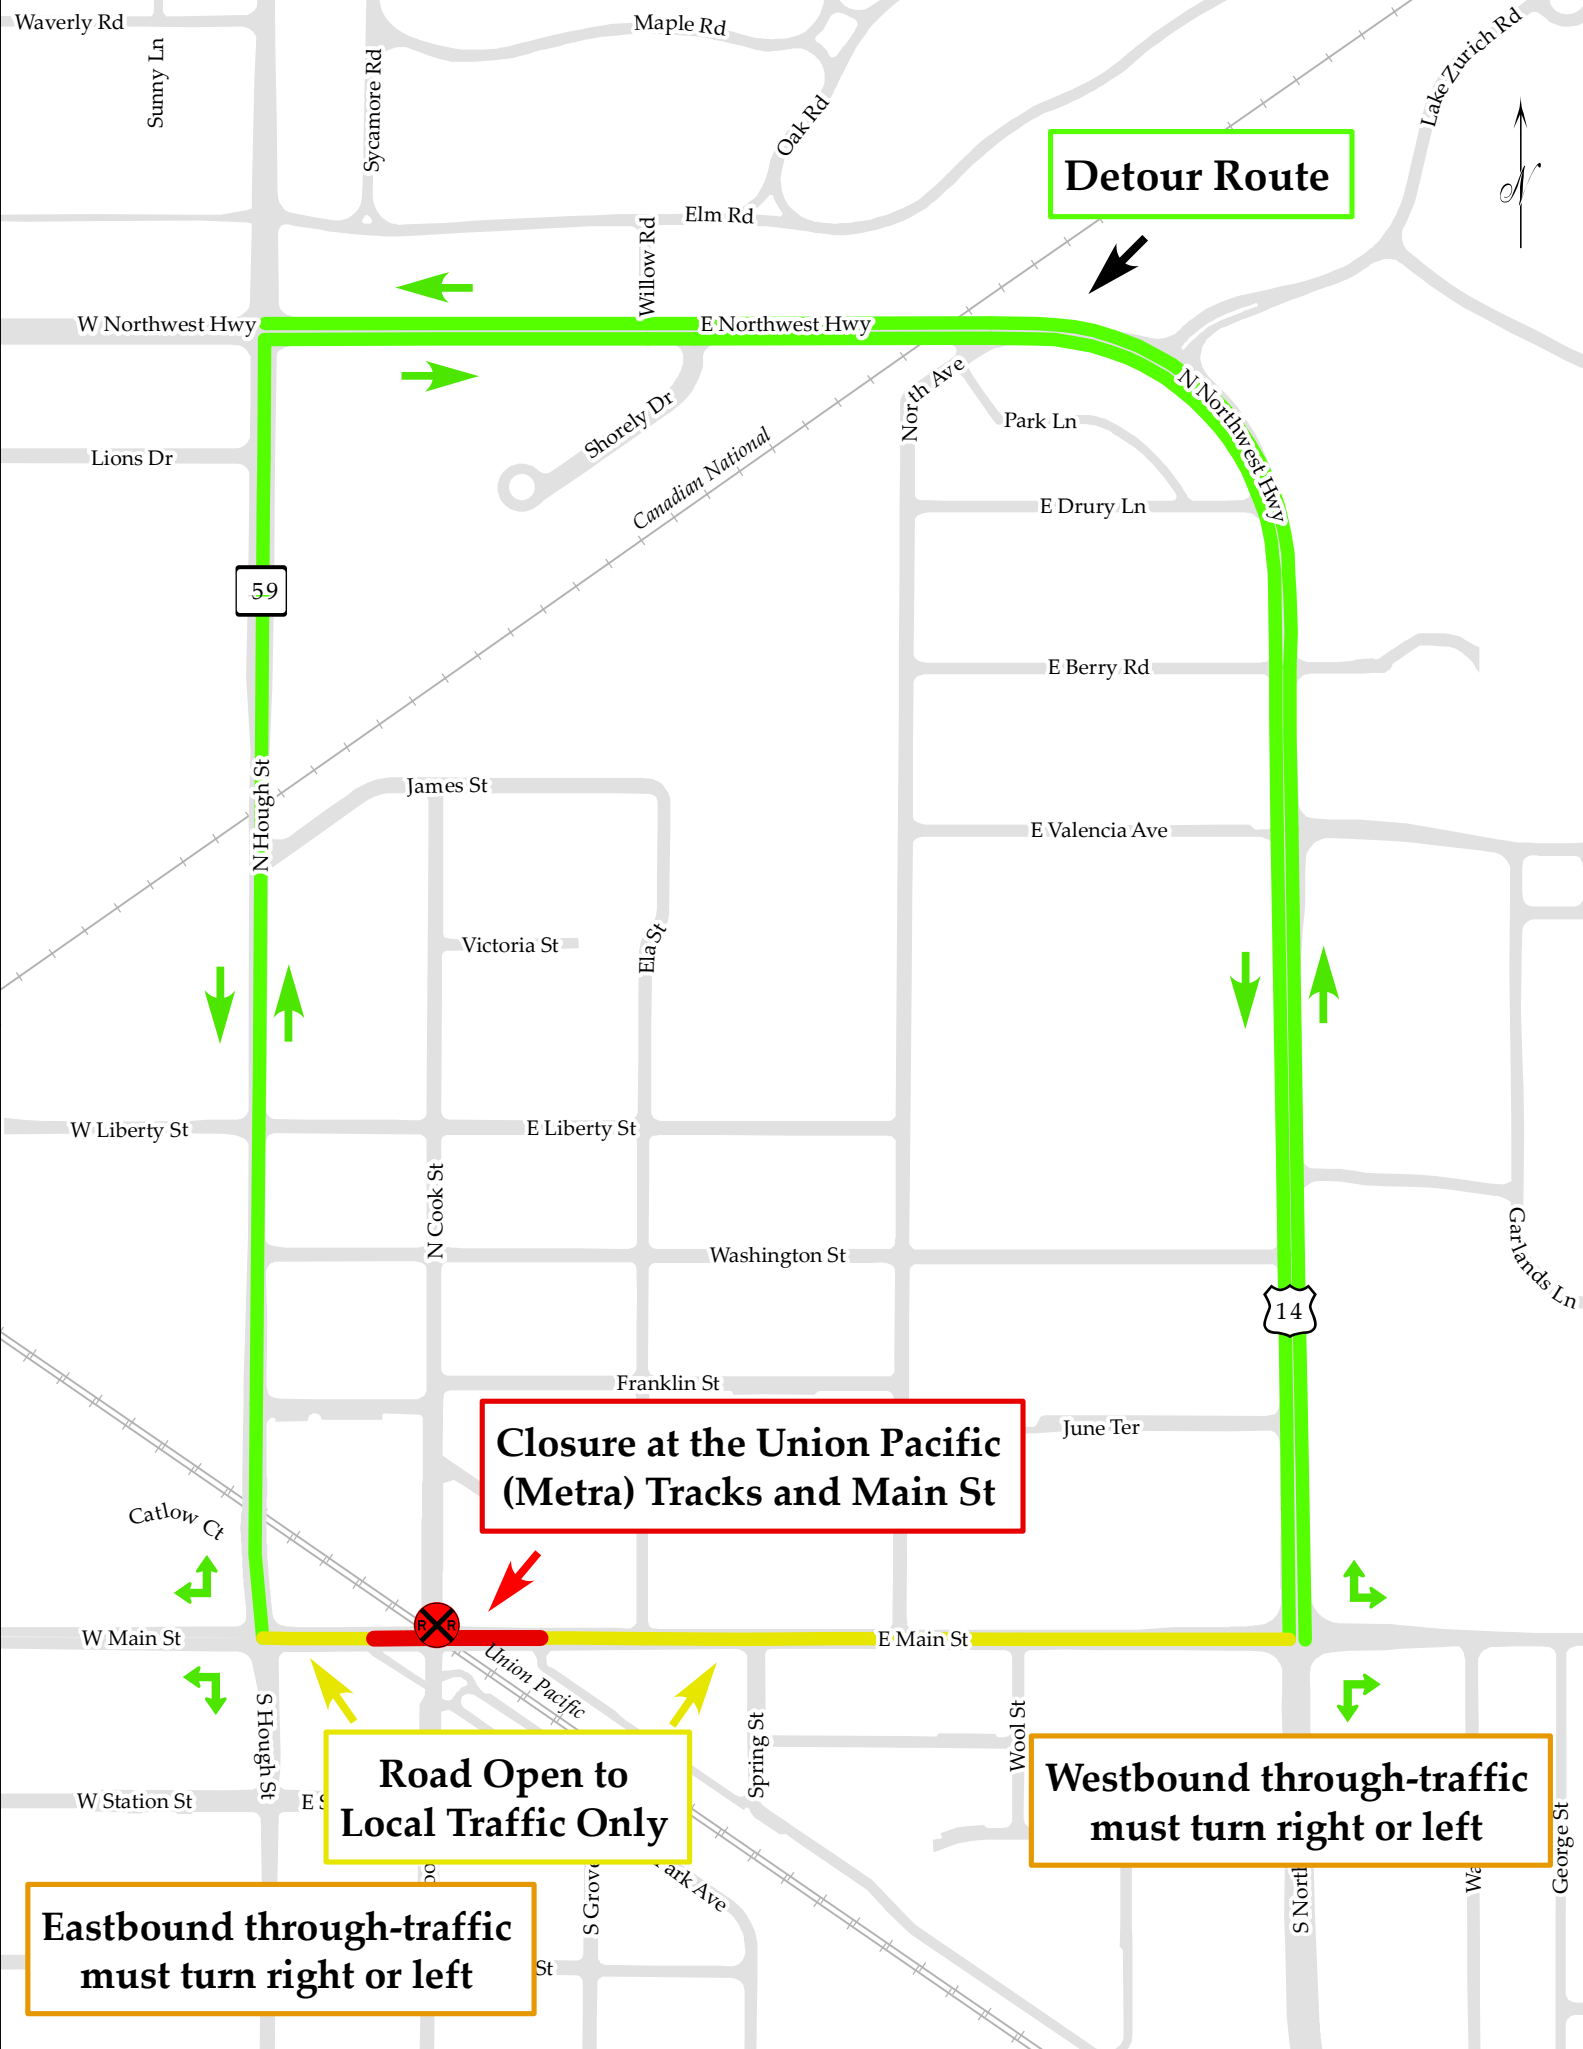 Waverly Rd
Sunny Ln
Sycamore Rd
Maple Rd
Oak Rd
Lake Zurich Rd
Detour Route
N
Elm Rd
Willow Rd
W Northwest Hwy
E Northwest Hwy
N Northwest Hwy
North Ave
Park Ln
Shorely Dr
Lions Dr
Canadian National
E Drury Ln
59
E Berry Rd
N Hough St
James St
E Valencia Ave
Victoria St
Ela St
W Liberty St
E Liberty St
N Cook St
Washington St
Garlands Ln
14
Franklin St
Closure at the Union Pacific
(Metra) Tracks and Main St
June Ter
Catlow Ct
R R
W Main St
E Main St
Union Pacific
S Hough St
Spring St
Wool St
Road Open to
Local Traffic Only
Westbound through-traffic
must turn right or left
W Station St
E S
George St
S Grove
Park Ave
S North
Wa
Eastbound through-traffic
must turn right or left
St